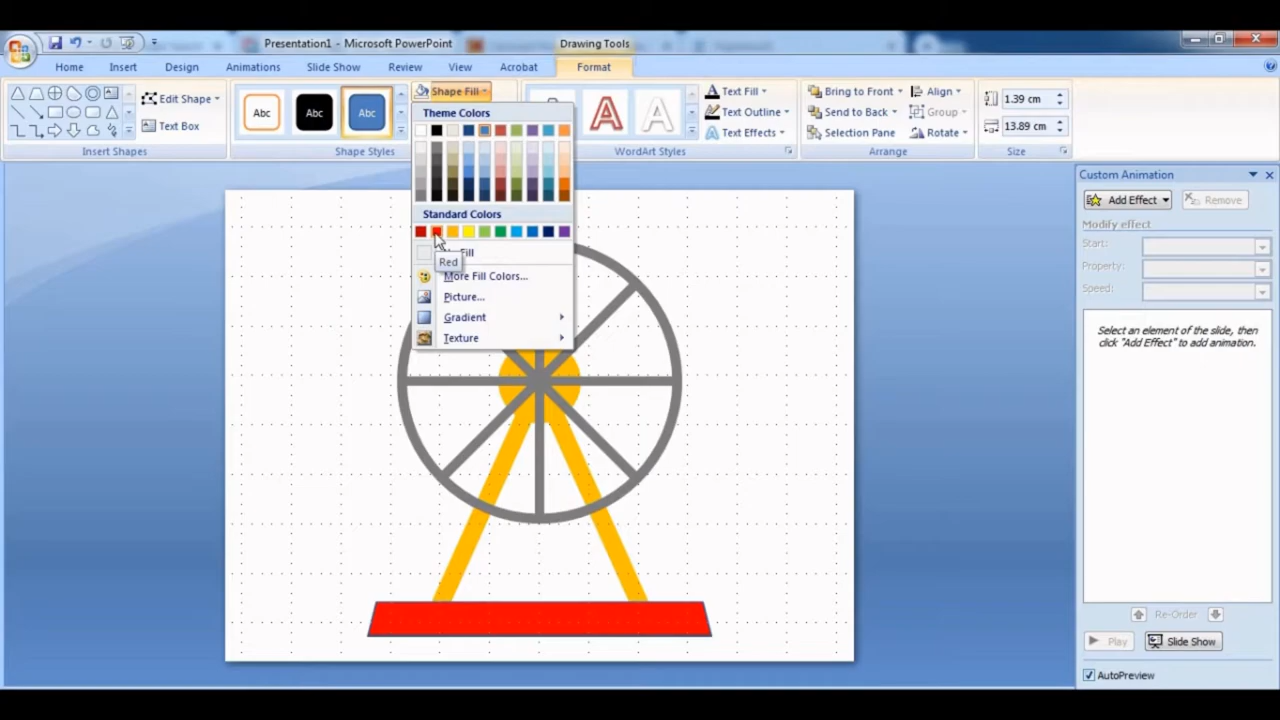 Presentation1 - Microsoft PowerPoint
Drawing Tools
Home Insert Design Animations Slide Show Review View Acrobat Format
Edit Shape
Text Box
Insert Shapes
Abc Abc Abc
Shape Styles
Shape Fill
Theme Colors
Standard Colors
Fill
Red
More Fill Colors...
Picture...
Gradient
Texture
A A
WordArt Styles
Text Fill
Text Outline
Text Effects
Bring to Front
Send to Back
Selection Pane
Align
Group
Rotate
Arrange
1.39 cm
13.89 cm
Size
Custom Animation
Add Effect
Remove
Modify effect
Start:
Property:
Speed:
Select an element of the slide, then
click "Add Effect" to add animation.
Re-Order
Play
Slide Show
AutoPreview